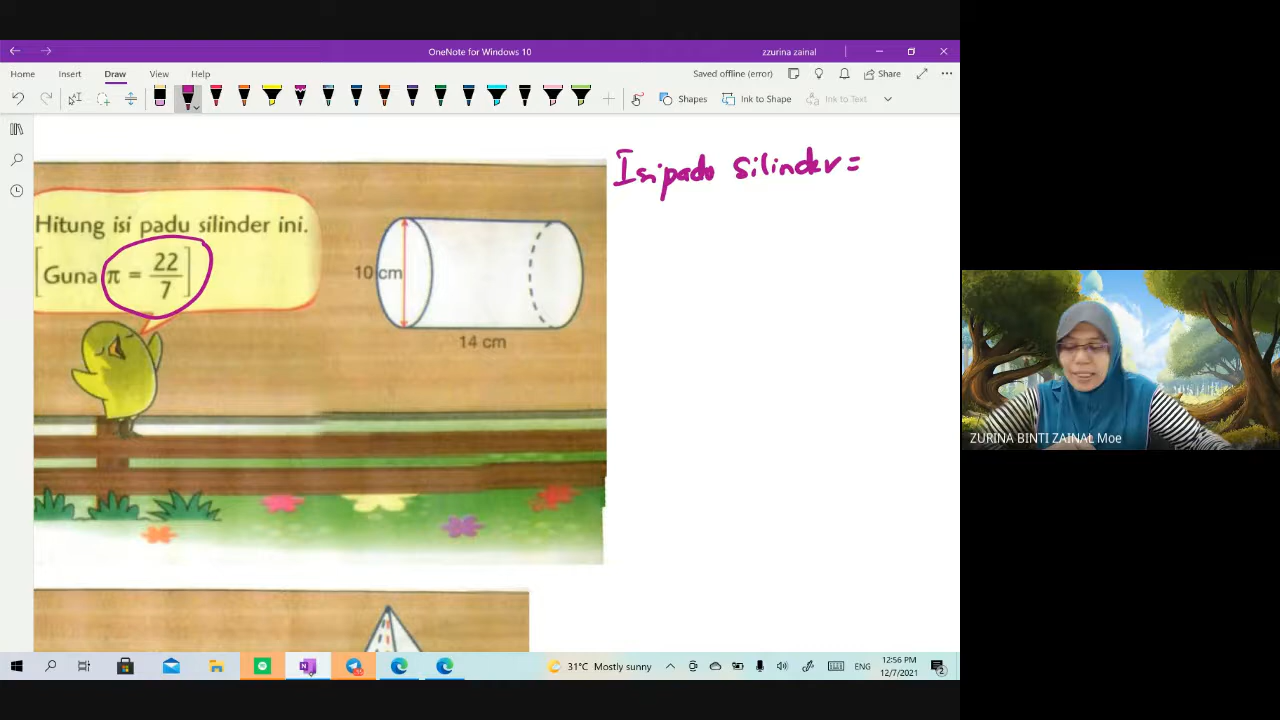 OneNote for Windows 10
zzurina zainal
Home Insert Draw View Help
Saved offline (error)
Share
Shapes
Ink to Shape
Ink to Text
Isipadu silinder =
Hitung isi padu silinder ini.
[Guna π = 22/7]
10 cm
14 cm
ZURINA BINTI ZAINAL Moe
31°C Mostly sunny
ENG
12:56 PM
12/7/2021
2